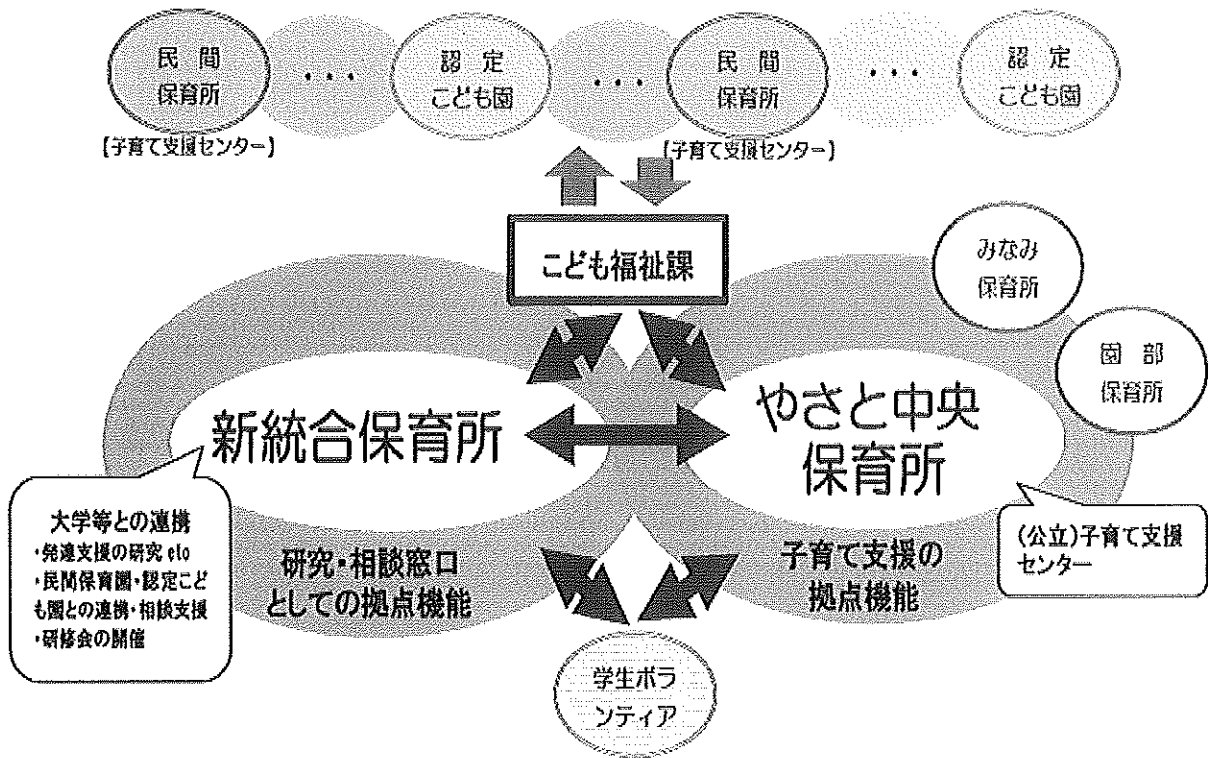 民 間
保育所
・・・
認 定
こども園
・・・
民 間
保育所
・・・
認 定
こども園
【子育て支援センター】
【子育て支援センター】
こども福祉課
みなみ
保育所
園 部
保育所
新統合保育所
やさと中央
保育所
大学等との連携
・発達支援の研究 etc
・民間保育園・認定こど
も園との連携・相談支援
・研修会の開催
研究・相談窓口
としての拠点機能
子育て支援の
拠点機能
(公立)子育て支援
センター
学生ボラ
ンティア